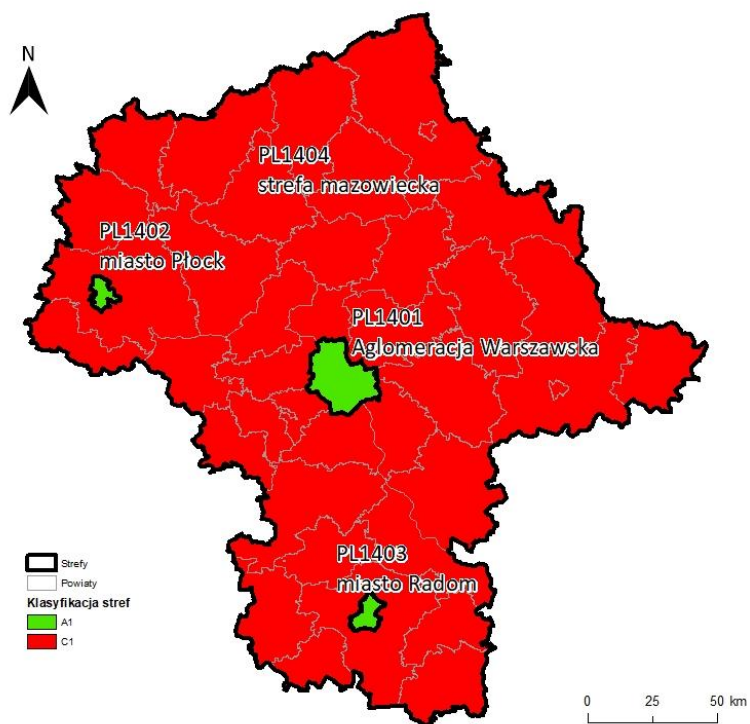 N
PL1404
strefa mazowiecka
PL1402
miasto Płock
PL1401
Aglomeracja Warszawska
PL1403
miasto Radom
Strefy
Powiaty
Klasyfikacja stref
A1
C1
0 25 50 km